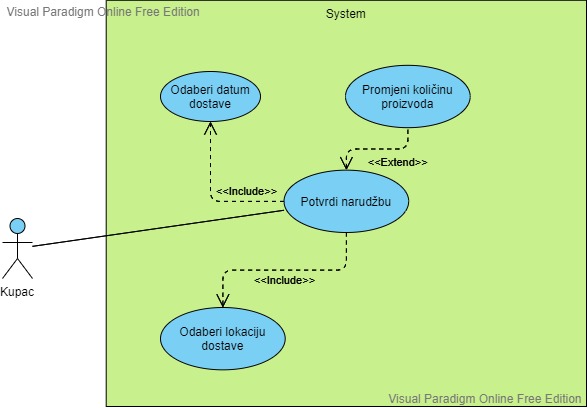 Visual Paradigm Online Free Edition
System
Odaberi datum
dostave
Promjeni količinu
proizvoda
<<Extend>>
<<Include>>
Potvrdi narudžbu
Kupac
<<Include>>
Odaberi lokaciju
dostave
Visual Paradigm Online Free Edition